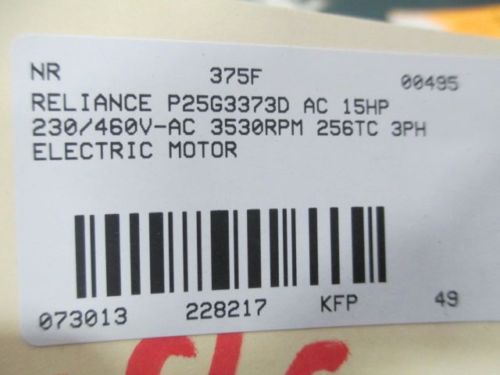 NR 375F 00495
RELIANCE P25G3373D AC 15HP
230/460V-AC 3530RPM 256TC 3PH
ELECTRIC MOTOR
073013 228217 KFP 49